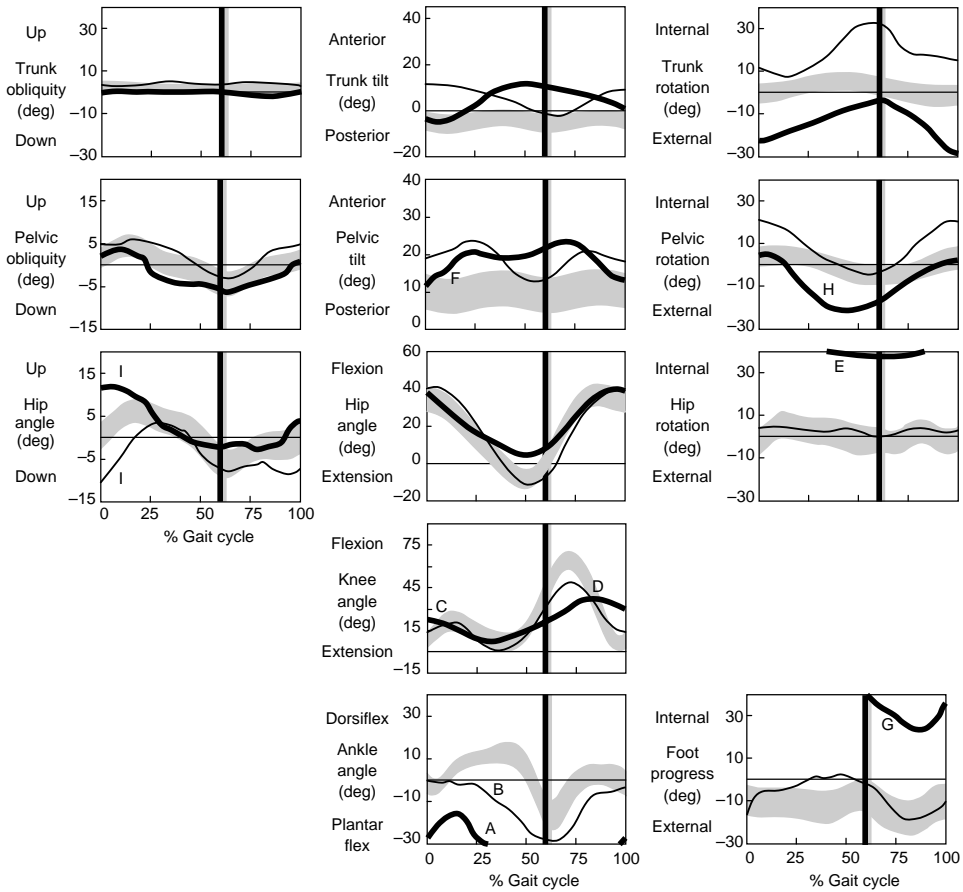 Up
Trunk
obliquity
(deg)
Down
30
10
−10
−30
25
50
75
Anterior
Trunk tilt
(deg)
Posterior
40
20
0
−20
Internal
Trunk
rotation
(deg)
External
30
10
−10
−30
Up
Pelvic
obliquity
(deg)
Down
15
5
−5
−15
Anterior
Pelvic
tilt
(deg)
Posterior
40
30
20
10
0
F
Internal
Pelvic
rotation
(deg)
External
30
10
−10
−30
H
Up
Hip
angle
(deg)
Down
15
5
−5
−15
I
I
0
25
50
75
100
% Gait cycle
Flexion
Hip
angle
(deg)
Extension
60
40
20
0
−20
Internal
Hip
rotation
(deg)
External
30
10
−10
−30
E
Flexion
Knee
angle
(deg)
Extension
75
45
15
−15
C
D
Dorsiflex
Ankle
angle
(deg)
Plantar
flex
30
10
−10
−30
B
A
0
25
50
75
100
% Gait cycle
Internal
Foot
progress
(deg)
External
30
10
−10
−30
G
0
25
50
75
100
% Gait cycle